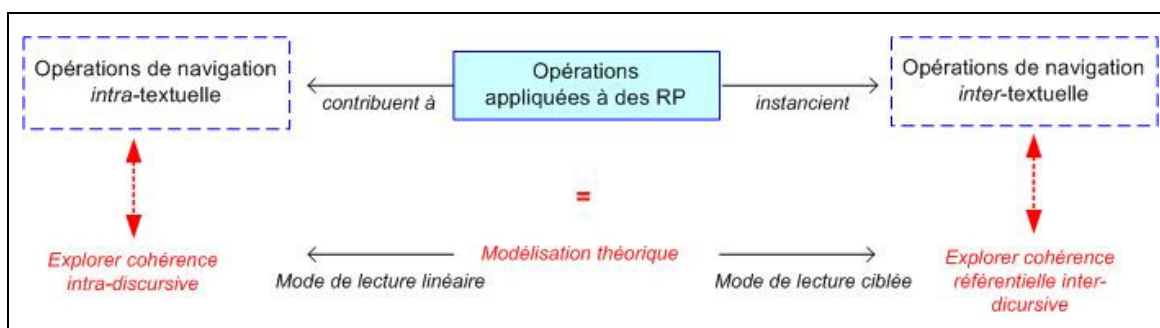 Opérations de navigation
intra-textuelle
contribuent à
Opérations
appliquées à des RP
instancient
Opérations de navigation
inter-textuelle
=
Explorer cohérence
intra-discursive
Mode de lecture linéaire
Modélisation théorique
Mode de lecture ciblée
Explorer cohérence
référentielle inter-
dicursive